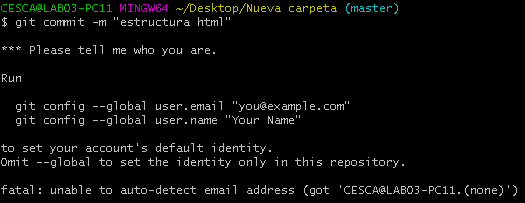 CESCA@LAB03-PC11 MINGW64 ~/Desktop/Nueva carpeta (master)
$ git commit -m "estructura html"
*** Please tell me who you are.
Run
git config --global user.email "you@example.com"
git config --global user.name "Your Name"
to set your account's default identity.
Omit --global to set the identity only in this repository.
fatal: unable to auto-detect email address (got 'CESCA@LAB03-PC11.(none)')